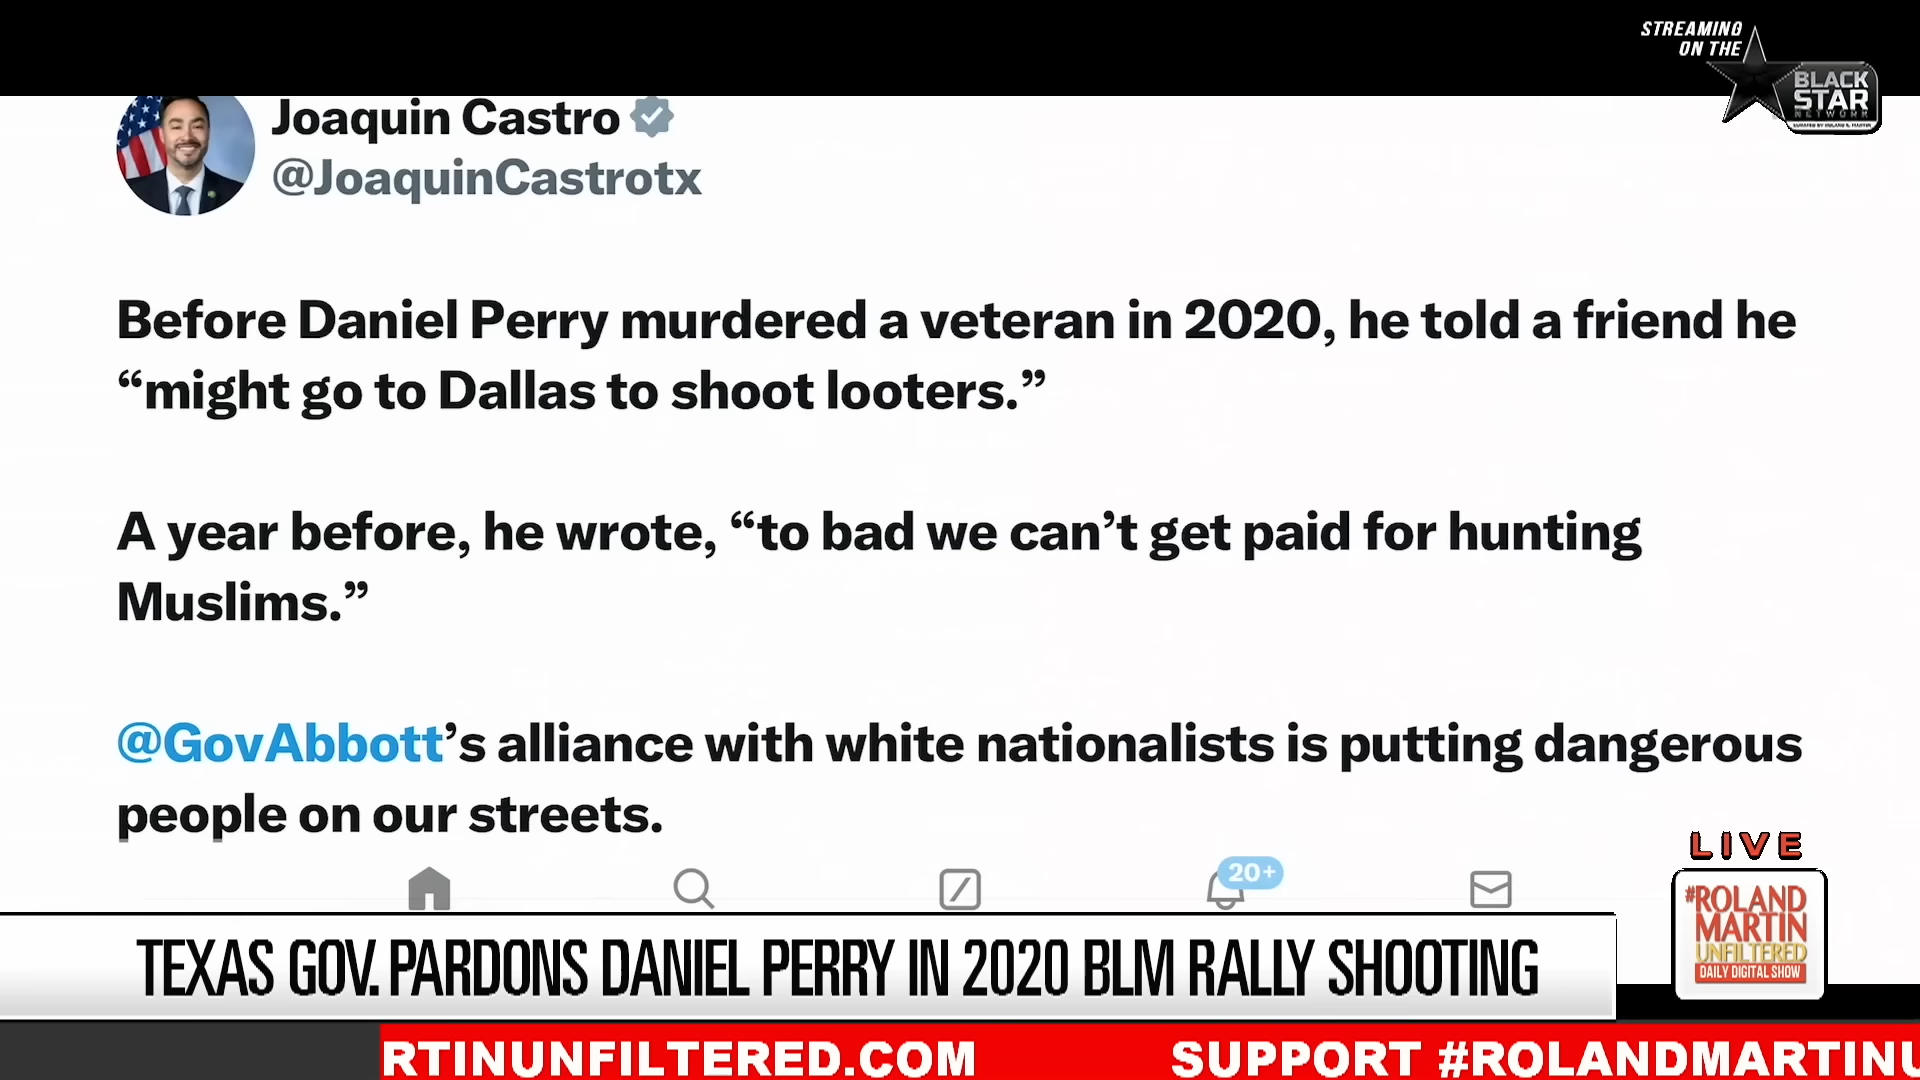 STREAMING
ON THE
BLACK
STAR
NETWORK
Joaquin Castro
@JoaquinCastrotx
Before Daniel Perry murdered a veteran in 2020, he told a friend he
“might go to Dallas to shoot looters.”
A year before, he wrote, “to bad we can’t get paid for hunting
Muslims.”
@GovAbbott’s alliance with white nationalists is putting dangerous
people on our streets.
20+
LIVE
#ROLAND
MARTIN
UNFILTERED
DAILY DIGITAL SHOW
TEXAS GOV. PARDONS DANIEL PERRY IN 2020 BLM RALLY SHOOTING
RTINUNFILTERED.COM SUPPORT #ROLANDMARTINU